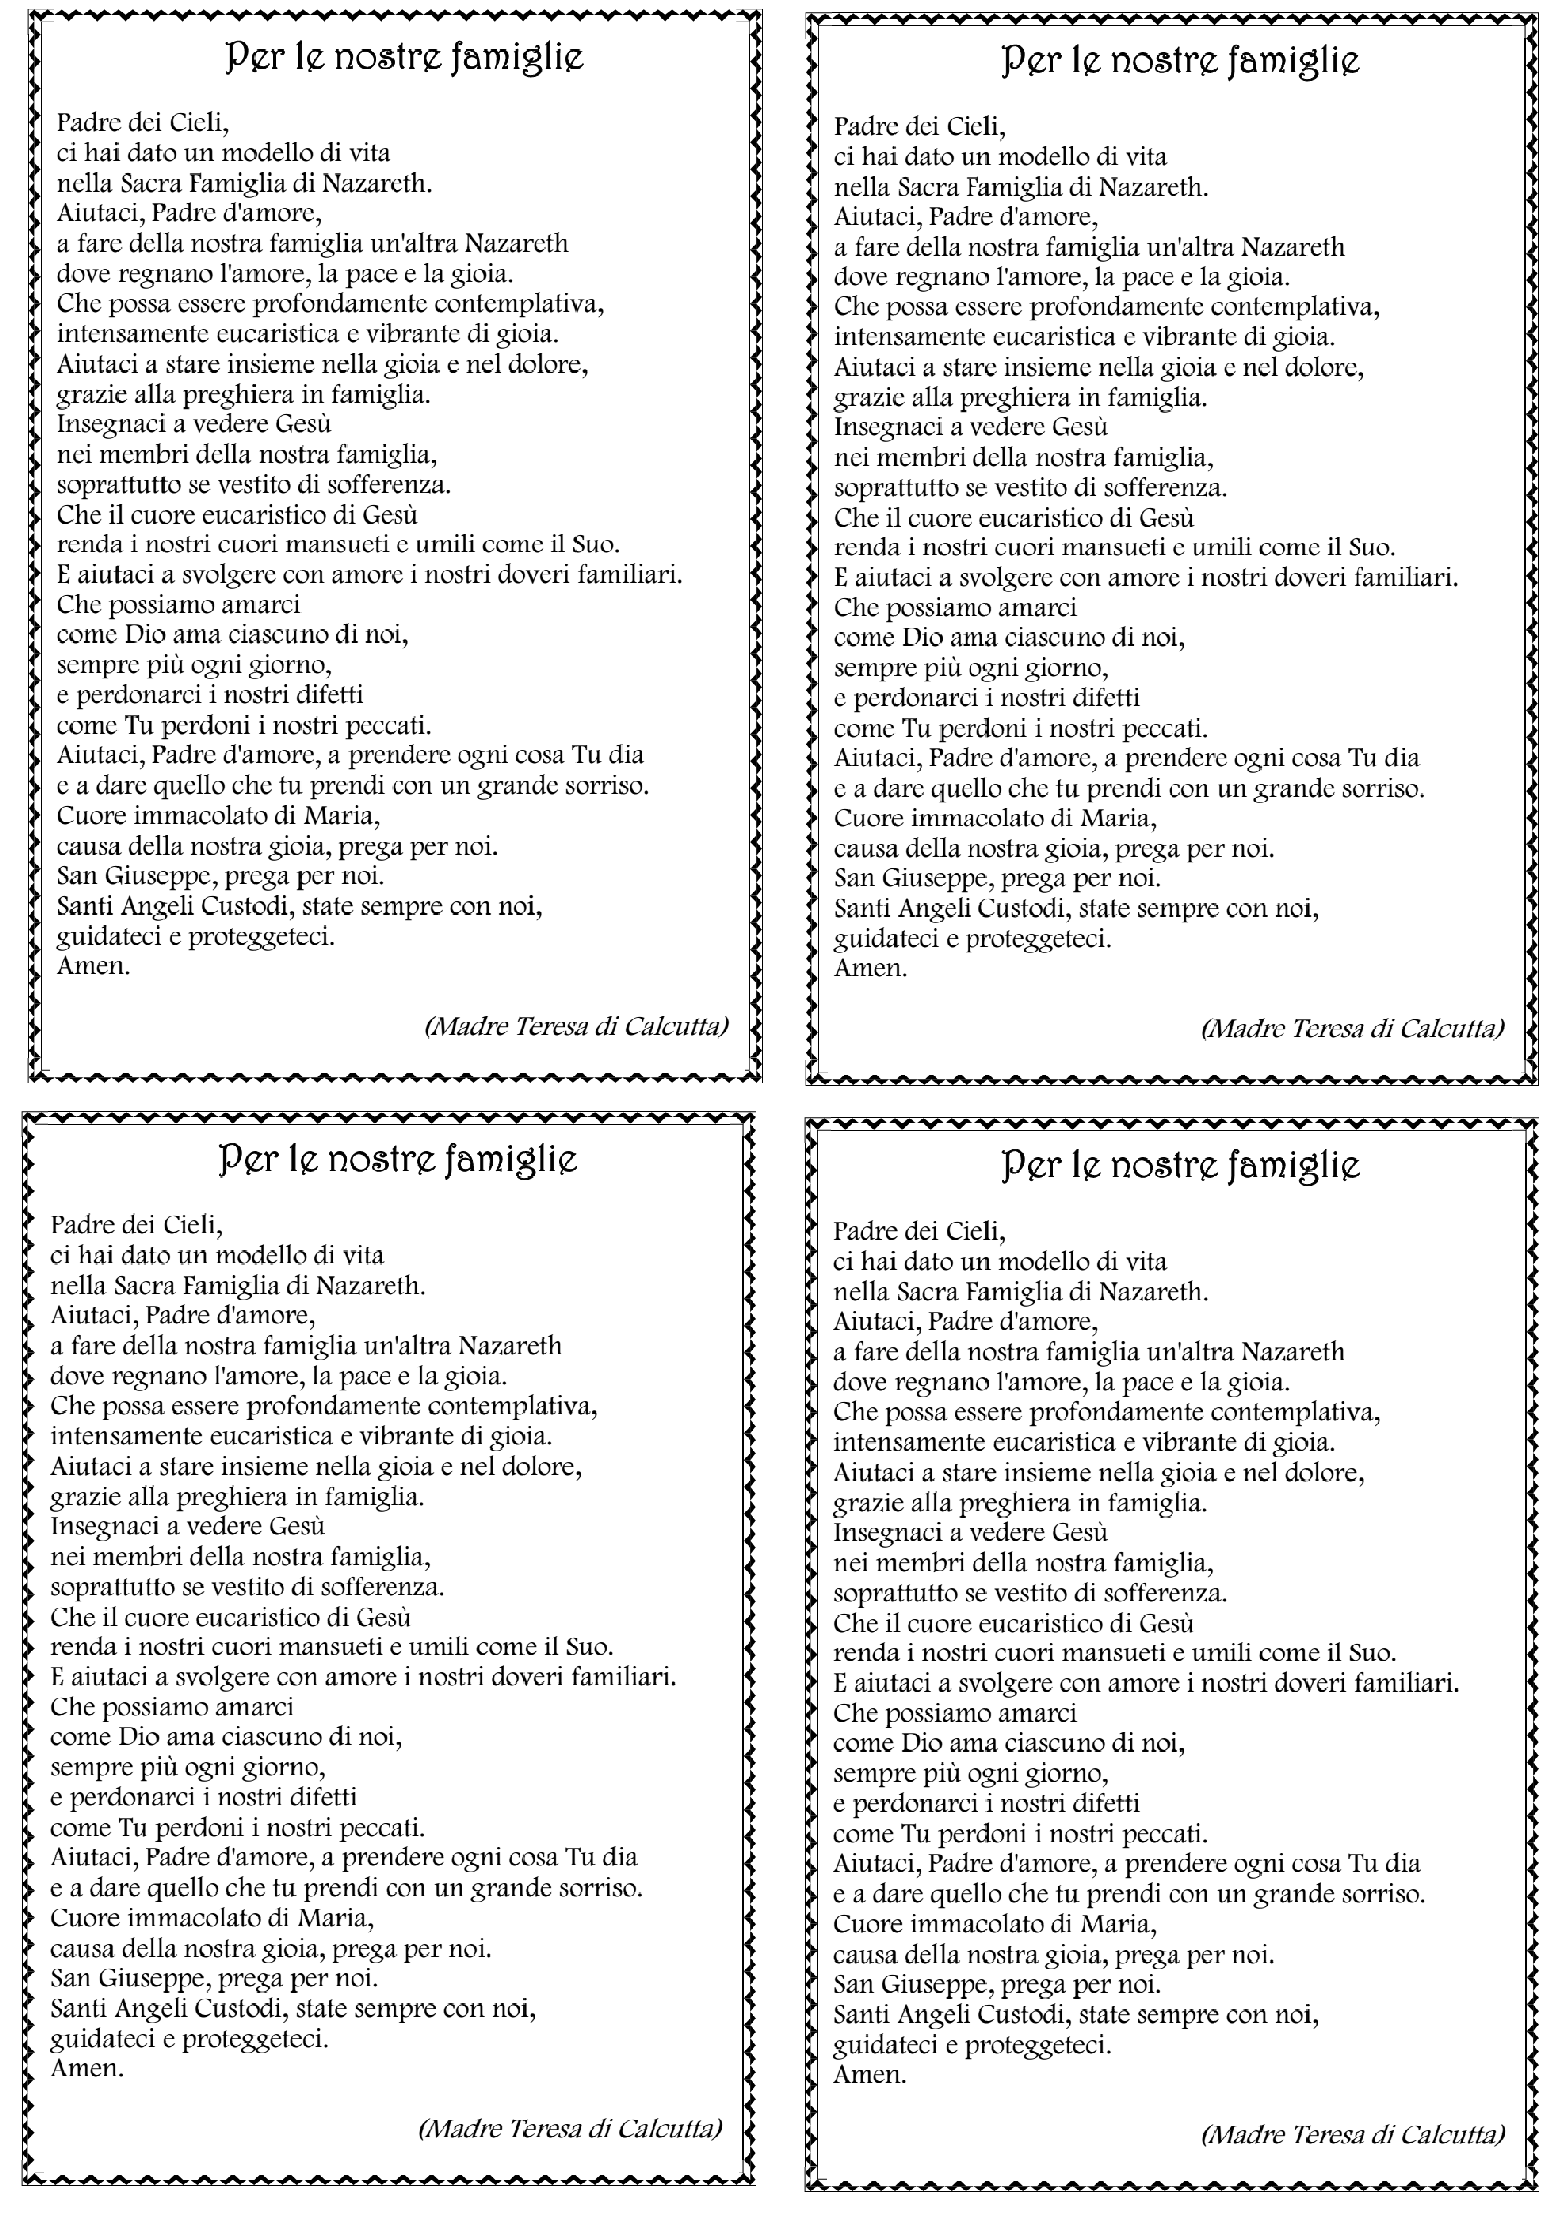 Per le nostre famiglie
Padre dei Cieli,
ci hai dato un modello di vita
nella Sacra Famiglia di Nazareth.
Aiutaci, Padre d'amore,
a fare della nostra famiglia un'altra Nazareth
dove regnano l'amore, la pace e la gioia.
Che possa essere profondamente contemplativa,
intensamente eucaristica e vibrante di gioia.
Aiutaci a stare insieme nella gioia e nel dolore,
grazie alla preghiera in famiglia.
Insegnaci a vedere Gesù
nei membri della nostra famiglia,
soprattutto se vestito di sofferenza.
Che il cuore eucaristico di Gesù
renda i nostri cuori mansueti e umili come il Suo.
E aiutaci a svolgere con amore i nostri doveri familiari.
Che possiamo amarci
come Dio ama ciascuno di noi,
sempre più ogni giorno,
e perdonarci i nostri difetti
come Tu perdoni i nostri peccati.
Aiutaci, Padre d'amore, a prendere ogni cosa Tu dia
e a dare quello che tu prendi con un grande sorriso.
Cuore immacolato di Maria,
causa della nostra gioia, prega per noi.
San Giuseppe, prega per noi.
Santi Angeli Custodi, state sempre con noi,
guidateci e proteggeteci.
Amen.
(Madre Teresa di Calcutta)
Per le nostre famiglie
Padre dei Cieli,
ci hai dato un modello di vita
nella Sacra Famiglia di Nazareth.
Aiutaci, Padre d'amore,
a fare della nostra famiglia un'altra Nazareth
dove regnano l'amore, la pace e la gioia.
Che possa essere profondamente contemplativa,
intensamente eucaristica e vibrante di gioia.
Aiutaci a stare insieme nella gioia e nel dolore,
grazie alla preghiera in famiglia.
Insegnaci a vedere Gesù
nei membri della nostra famiglia,
soprattutto se vestito di sofferenza.
Che il cuore eucaristico di Gesù
renda i nostri cuori mansueti e umili come il Suo.
E aiutaci a svolgere con amore i nostri doveri familiari.
Che possiamo amarci
come Dio ama ciascuno di noi,
sempre più ogni giorno,
e perdonarci i nostri difetti
come Tu perdoni i nostri peccati.
Aiutaci, Padre d'amore, a prendere ogni cosa Tu dia
e a dare quello che tu prendi con un grande sorriso.
Cuore immacolato di Maria,
causa della nostra gioia, prega per noi.
San Giuseppe, prega per noi.
Santi Angeli Custodi, state sempre con noi,
guidateci e proteggeteci.
Amen.
(Madre Teresa di Calcutta)
Per le nostre famiglie
Padre dei Cieli,
ci hai dato un modello di vita
nella Sacra Famiglia di Nazareth.
Aiutaci, Padre d'amore,
a fare della nostra famiglia un'altra Nazareth
dove regnano l'amore, la pace e la gioia.
Che possa essere profondamente contemplativa,
intensamente eucaristica e vibrante di gioia.
Aiutaci a stare insieme nella gioia e nel dolore,
grazie alla preghiera in famiglia.
Insegnaci a vedere Gesù
nei membri della nostra famiglia,
soprattutto se vestito di sofferenza.
Che il cuore eucaristico di Gesù
renda i nostri cuori mansueti e umili come il Suo.
E aiutaci a svolgere con amore i nostri doveri familiari.
Che possiamo amarci
come Dio ama ciascuno di noi,
sempre più ogni giorno,
e perdonarci i nostri difetti
come Tu perdoni i nostri peccati.
Aiutaci, Padre d'amore, a prendere ogni cosa Tu dia
e a dare quello che tu prendi con un grande sorriso.
Cuore immacolato di Maria,
causa della nostra gioia, prega per noi.
San Giuseppe, prega per noi.
Santi Angeli Custodi, state sempre con noi,
guidateci e proteggeteci.
Amen.
(Madre Teresa di Calcutta)
Per le nostre famiglie
Padre dei Cieli,
ci hai dato un modello di vita
nella Sacra Famiglia di Nazareth.
Aiutaci, Padre d'amore,
a fare della nostra famiglia un'altra Nazareth
dove regnano l'amore, la pace e la gioia.
Che possa essere profondamente contemplativa,
intensamente eucaristica e vibrante di gioia.
Aiutaci a stare insieme nella gioia e nel dolore,
grazie alla preghiera in famiglia.
Insegnaci a vedere Gesù
nei membri della nostra famiglia,
soprattutto se vestito di sofferenza.
Che il cuore eucaristico di Gesù
renda i nostri cuori mansueti e umili come il Suo.
E aiutaci a svolgere con amore i nostri doveri familiari.
Che possiamo amarci
come Dio ama ciascuno di noi,
sempre più ogni giorno,
e perdonarci i nostri difetti
come Tu perdoni i nostri peccati.
Aiutaci, Padre d'amore, a prendere ogni cosa Tu dia
e a dare quello che tu prendi con un grande sorriso.
Cuore immacolato di Maria,
causa della nostra gioia, prega per noi.
San Giuseppe, prega per noi.
Santi Angeli Custodi, state sempre con noi,
guidateci e proteggeteci.
Amen.
(Madre Teresa di Calcutta)